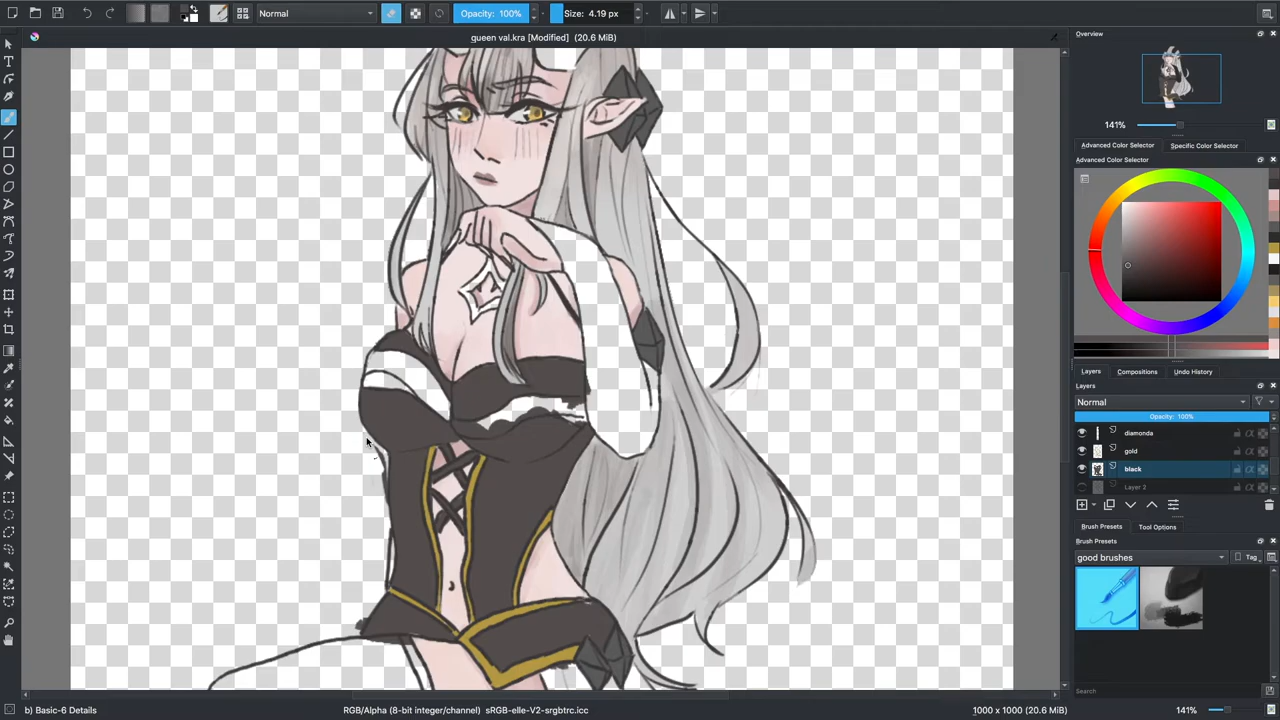 Normal
Opacity: 100%
Size: 4.19 px
queen val.kra [Modified] (20.6 MiB)
Overview
141%
Advanced Color Selector
Specific Color Selector
Advanced Color Selector
Layers
Compositions
Undo History
Layers
Normal
Opacity: 100%
diamonda
gold
black
Layer 2
Brush Presets
Tool Options
Brush Presets
good brushes
Tag
Search
b) Basic-6 Details
RGB/Alpha (8-bit integer/channel) sRGB-elle-V2-srgbtrc.icc
1000 x 1000 (20.6 MiB)
141%